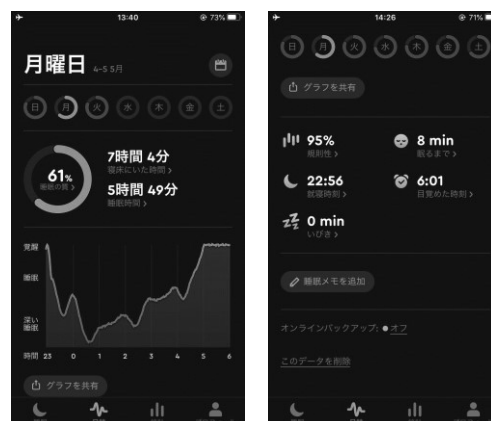 13:40
73%
月曜日 4-5 5月
日 月 火 水 木 金 土
61%
睡眠の質 >
7時間 4分
寝床にいた時間 >
5時間 49分
睡眠時間 >
覚醒
睡眠
深い
睡眠
時間 23 0 1 2 3 4 5 6
グラフを共有
14:26
71%
日 月 火 水 木 金 土
グラフを共有
95%
規則性 >
8 min
眠るまで >
22:56
就寝時刻 >
6:01
目覚めた時刻 >
0 min
いびき >
睡眠メモを追加
オンラインバックアップ: オフ
このデータを削除